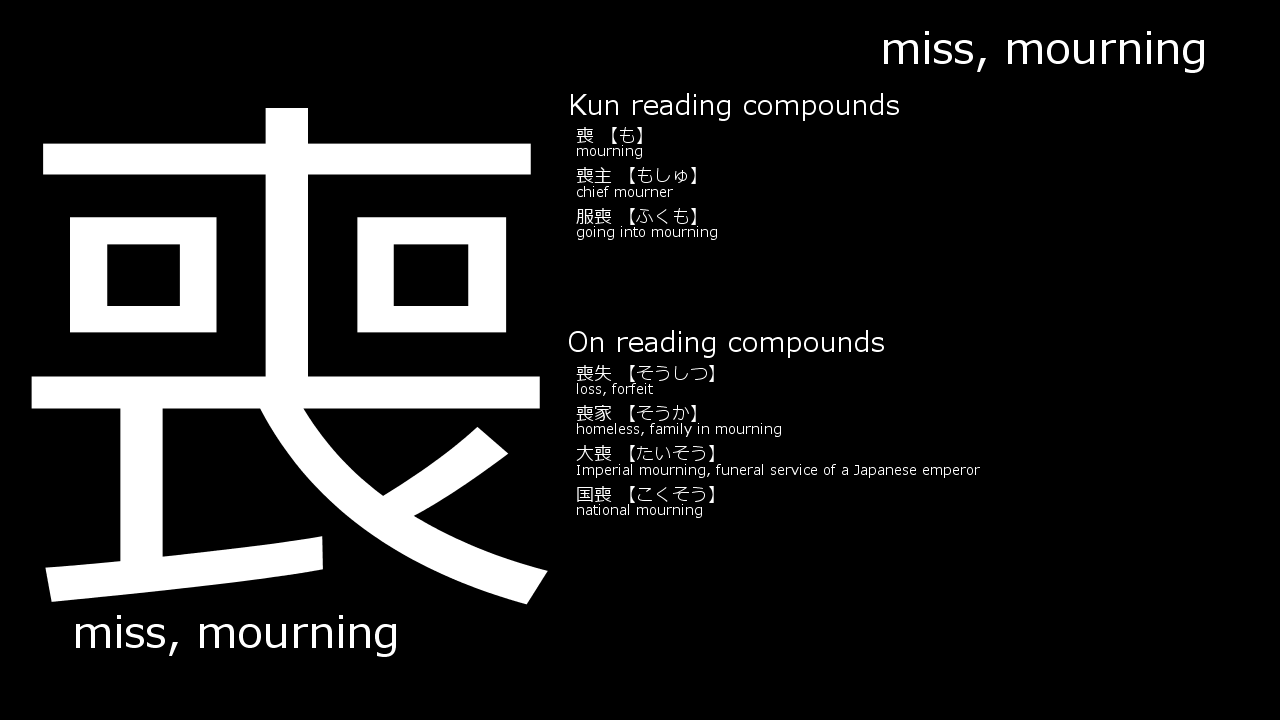 miss, mourning
喪
miss, mourning
Kun reading compounds
喪 【も】
mourning
喪主 【もしゅ】
chief mourner
服喪 【ふくも】
going into mourning
On reading compounds
喪失 【そうしつ】
loss, forfeit
喪家 【そうか】
homeless, family in mourning
大喪 【たいそう】
Imperial mourning, funeral service of a Japanese emperor
国喪 【こくそう】
national mourning